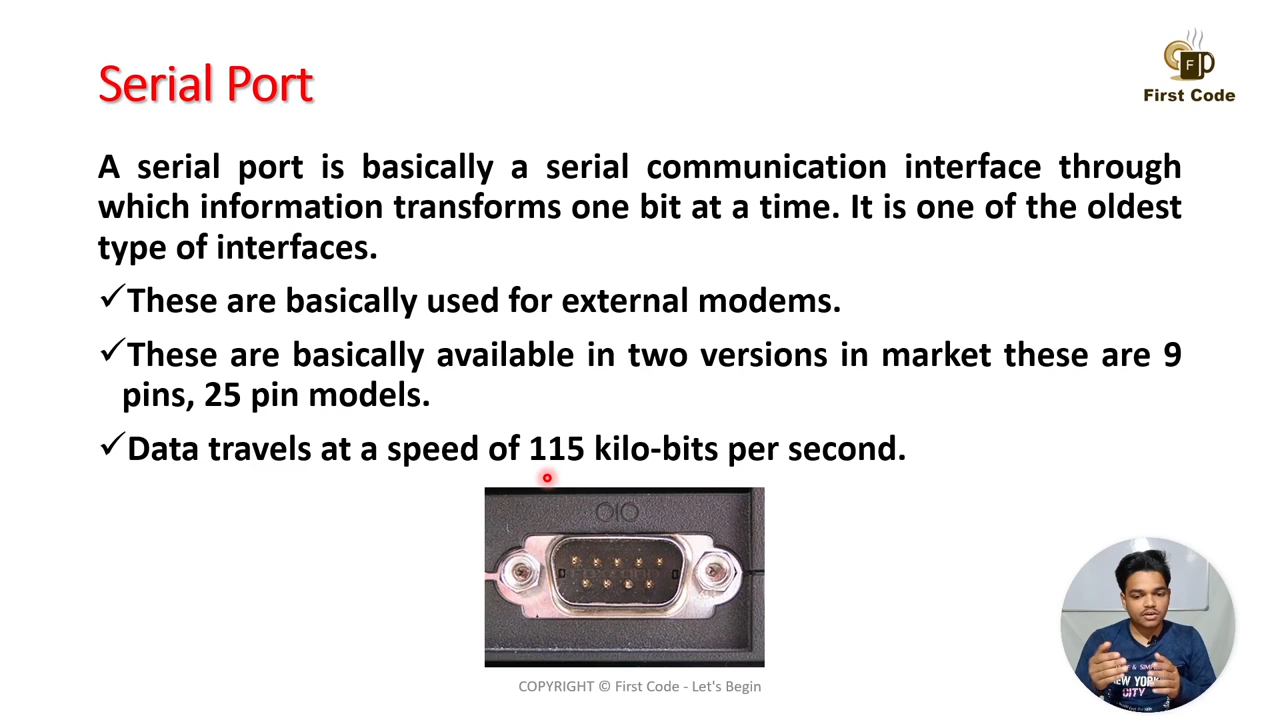 Serial Port
F
First Code
A serial port is basically a serial communication interface through
which information transforms one bit at a time. It is one of the oldest
type of interfaces.
✓These are basically used for external modems.
✓These are basically available in two versions in market these are 9
pins, 25 pin models.
✓Data travels at a speed of 115 kilo-bits per second.
COPYRIGHT © First Code - Let's Begin
NEW YORK
CITY